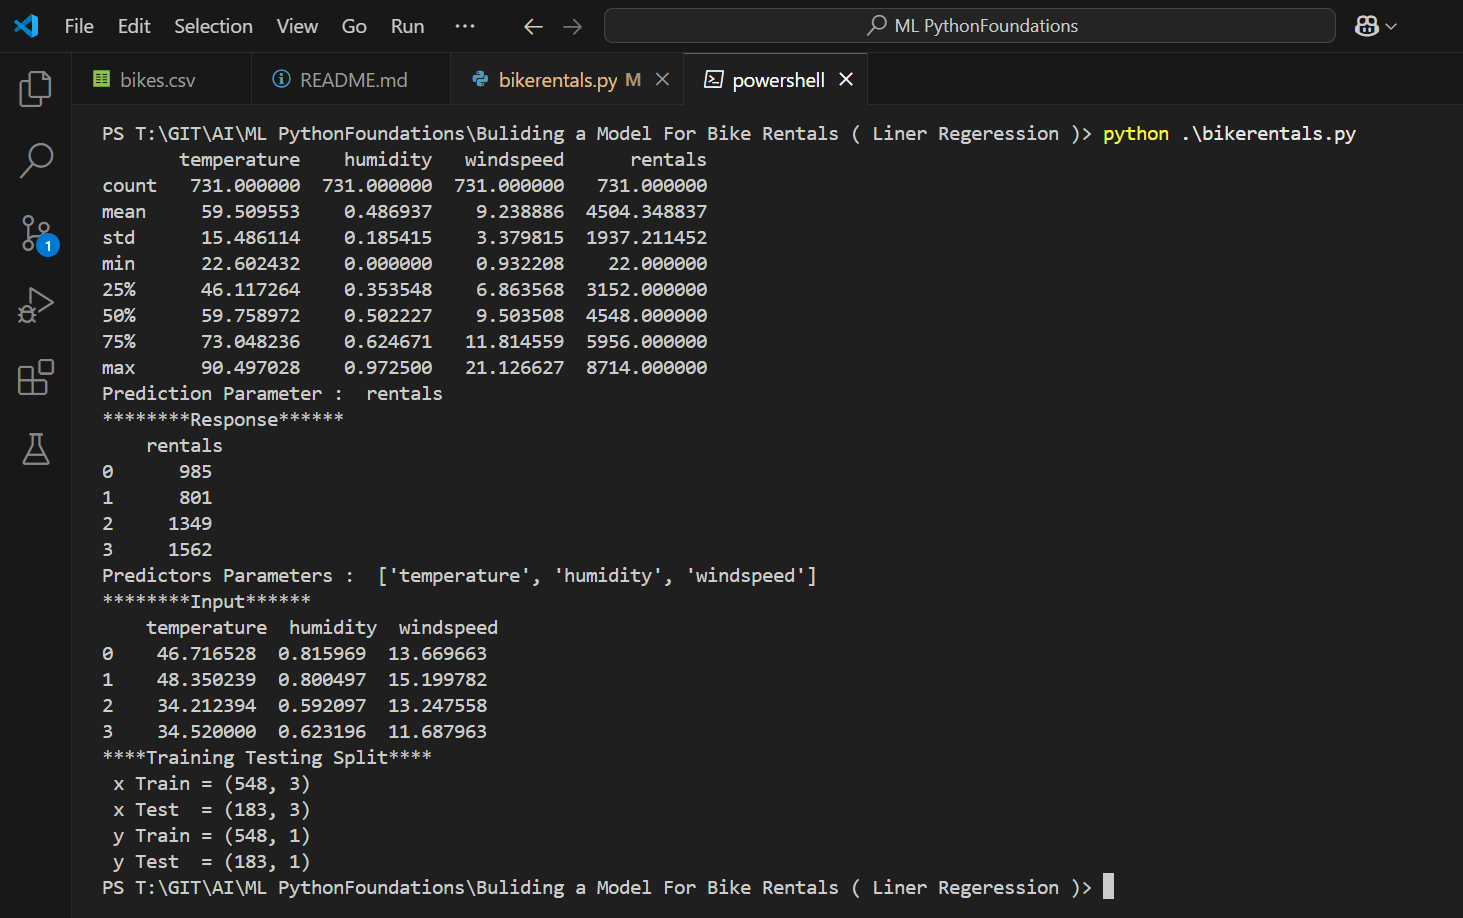 File Edit Selection View Go Run ··· ML PythonFoundations
bikes.csv README.md bikerentals.py M powershell
1
PS T:\GIT\AI\ML PythonFoundations\Buliding a Model For Bike Rentals ( Liner Regeression )> python .\bikerentals.py
       temperature    humidity   windspeed      rentals
count   731.000000  731.000000  731.000000   731.000000
mean     59.509553    0.486937    9.238886  4504.348837
std      15.486114    0.185415    3.379815  1937.211452
min      22.602432    0.000000    0.932208    22.000000
25%      46.117264    0.353548    6.863568  3152.000000
50%      59.758972    0.502227    9.503508  4548.000000
75%      73.048236    0.624671   11.814559  5956.000000
max      90.497028    0.972500   21.126627  8714.000000
Prediction Parameter :  rentals
********Response******
    rentals
0      985
1      801
2     1349
3     1562
Predictors Parameters :  ['temperature', 'humidity', 'windspeed']
********Input******
    temperature  humidity  windspeed
0    46.716528  0.815969  13.669663
1    48.350239  0.800497  15.199782
2    34.212394  0.592097  13.247558
3    34.520000  0.623196  11.687963
****Training Testing Split****
 x Train = (548, 3)
 x Test  = (183, 3)
 y Train = (548, 1)
 y Test  = (183, 1)
PS T:\GIT\AI\ML PythonFoundations\Buliding a Model For Bike Rentals ( Liner Regeression )>